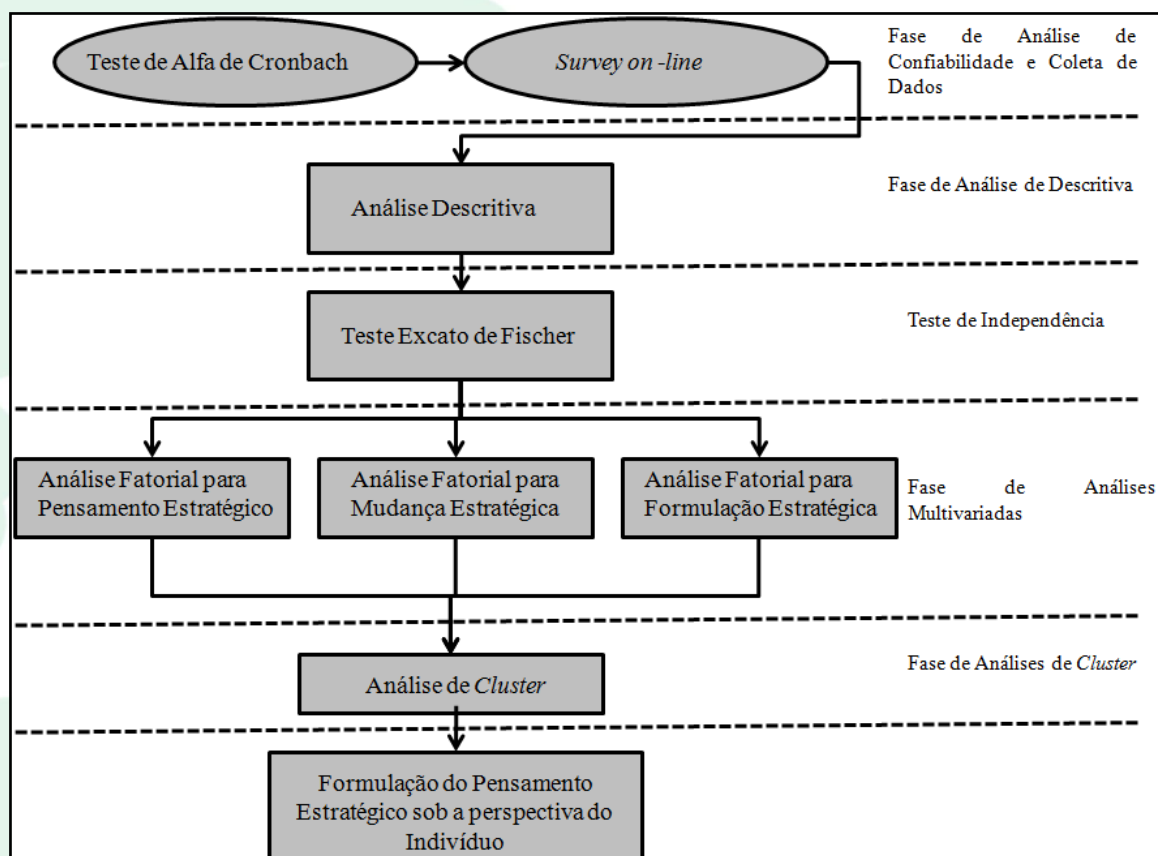 Teste de Alfa de Cronbach
Survey on -line
Fase de Análise de
Confiabilidade e Coleta de
Dados
Análise Descritiva
Fase de Análise de Descritiva
Teste Excato de Fischer
Teste de Independência
Análise Fatorial para
Pensamento Estratégico
Análise Fatorial para
Mudança Estratégica
Análise Fatorial para
Formulação Estratégica
Fase de Análises
Multivariadas
Análise de Cluster
Fase de Análises de Cluster
Formulação do Pensamento
Estratégico sob a perspectiva do
Indivíduo